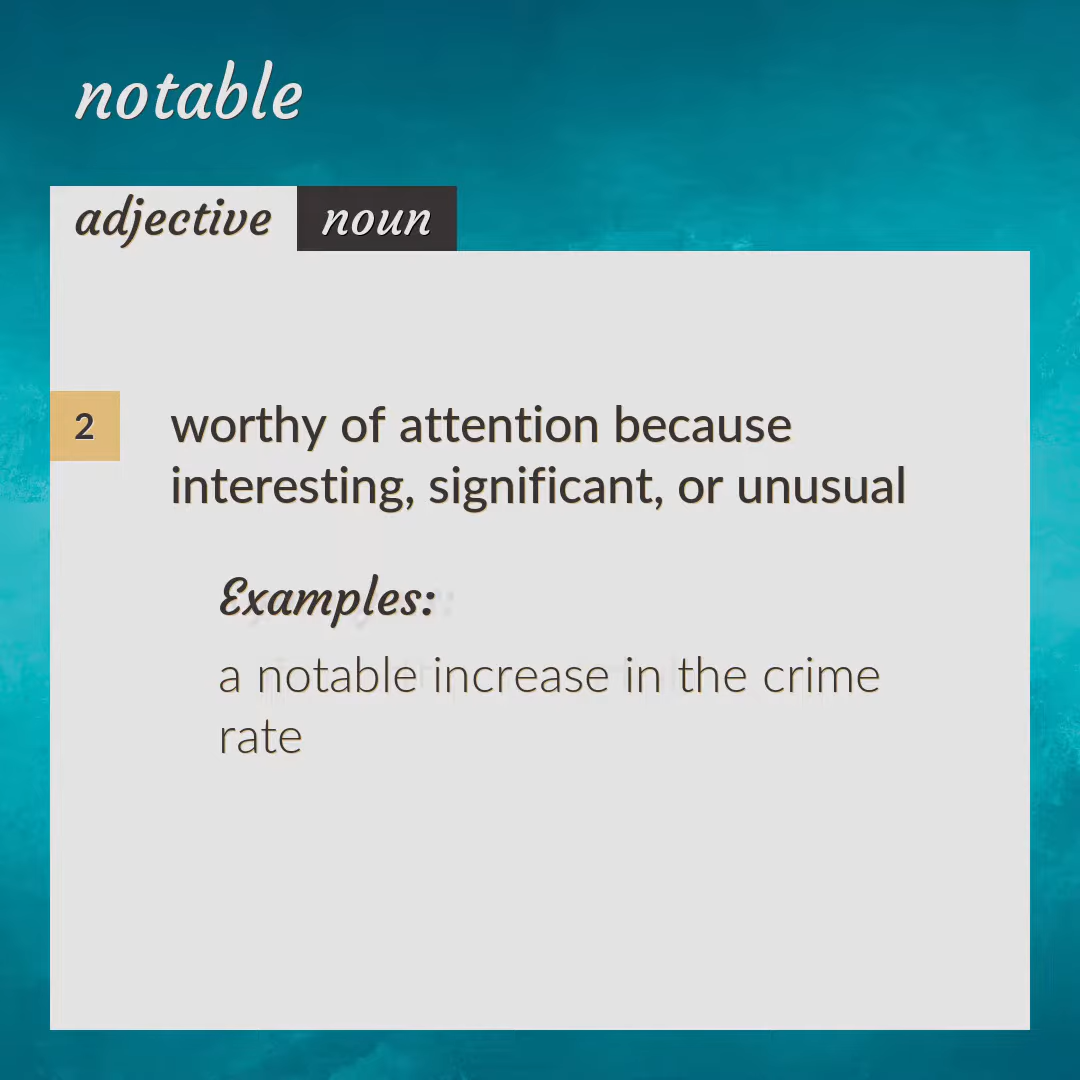 notable
adjective noun
2
worthy of attention because
interesting, significant, or unusual
Examples:
a notable increase in the crime
rate